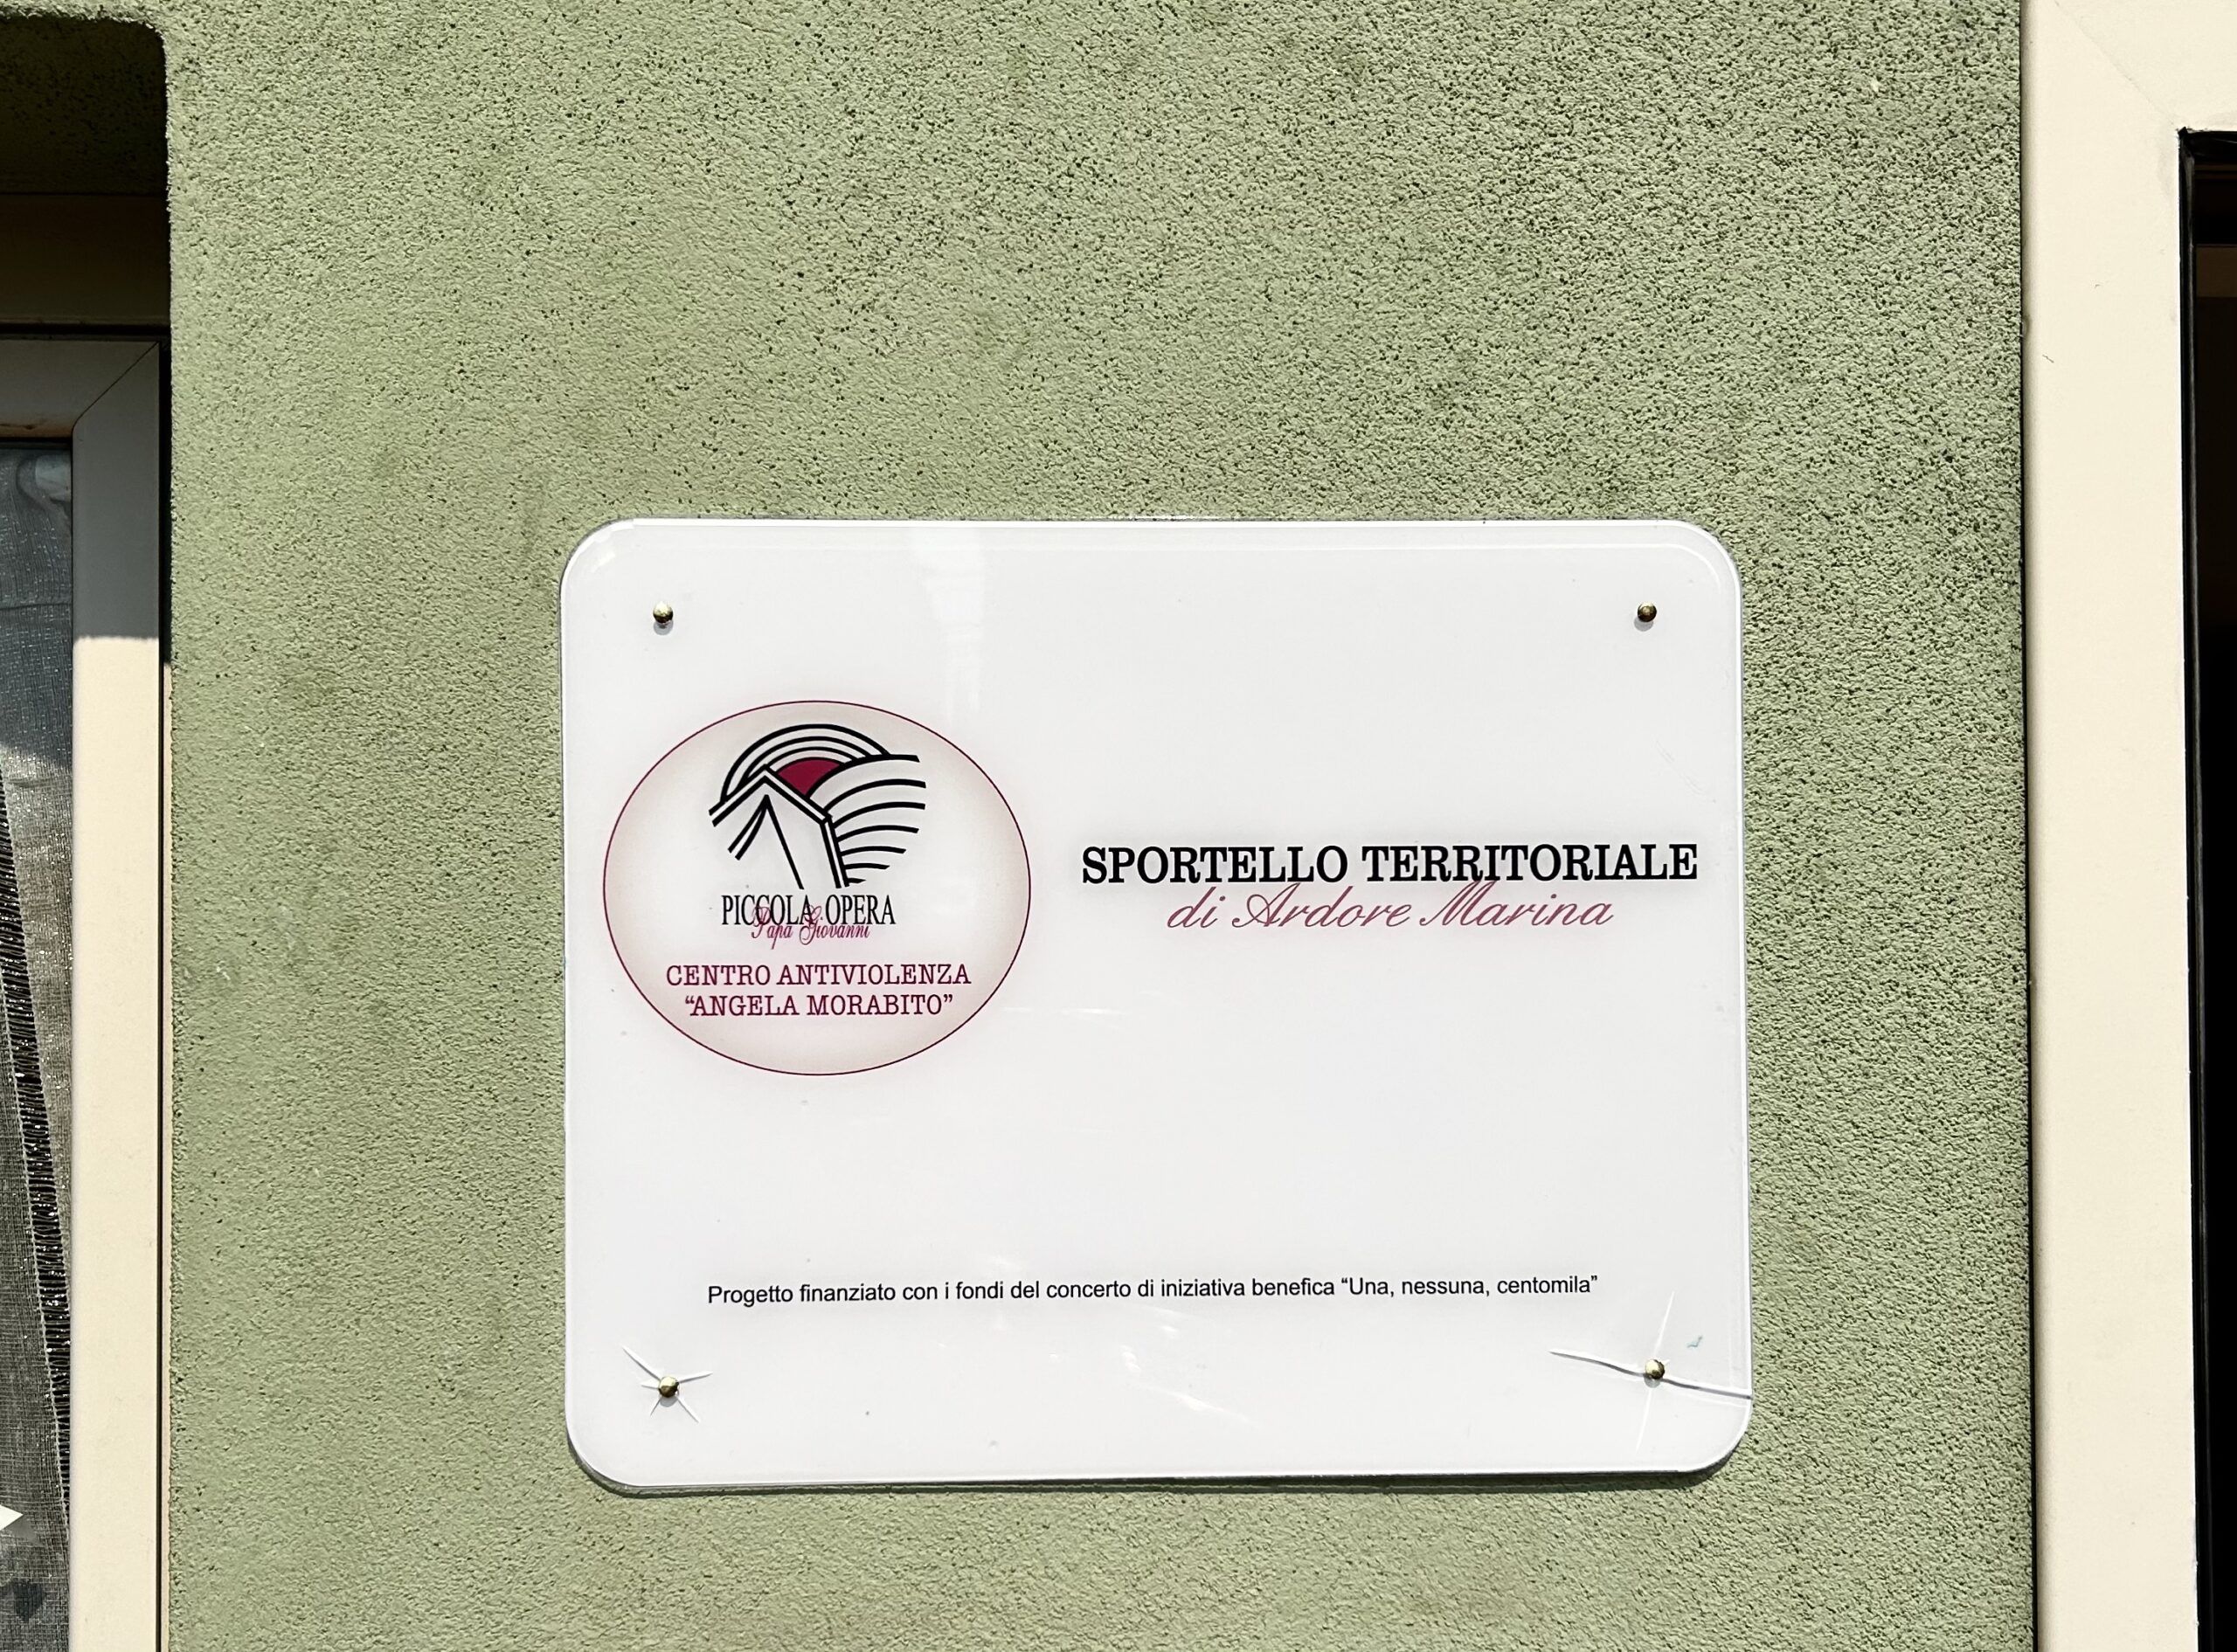 PICCOLA OPERA
Papa Giovanni
CENTRO ANTIVIOLENZA
“ANGELA MORABITO”
SPORTELLO TERRITORIALE
di Ardore Marina
Progetto finanziato con i fondi del concerto di iniziativa benefica “Una, nessuna, centomila”